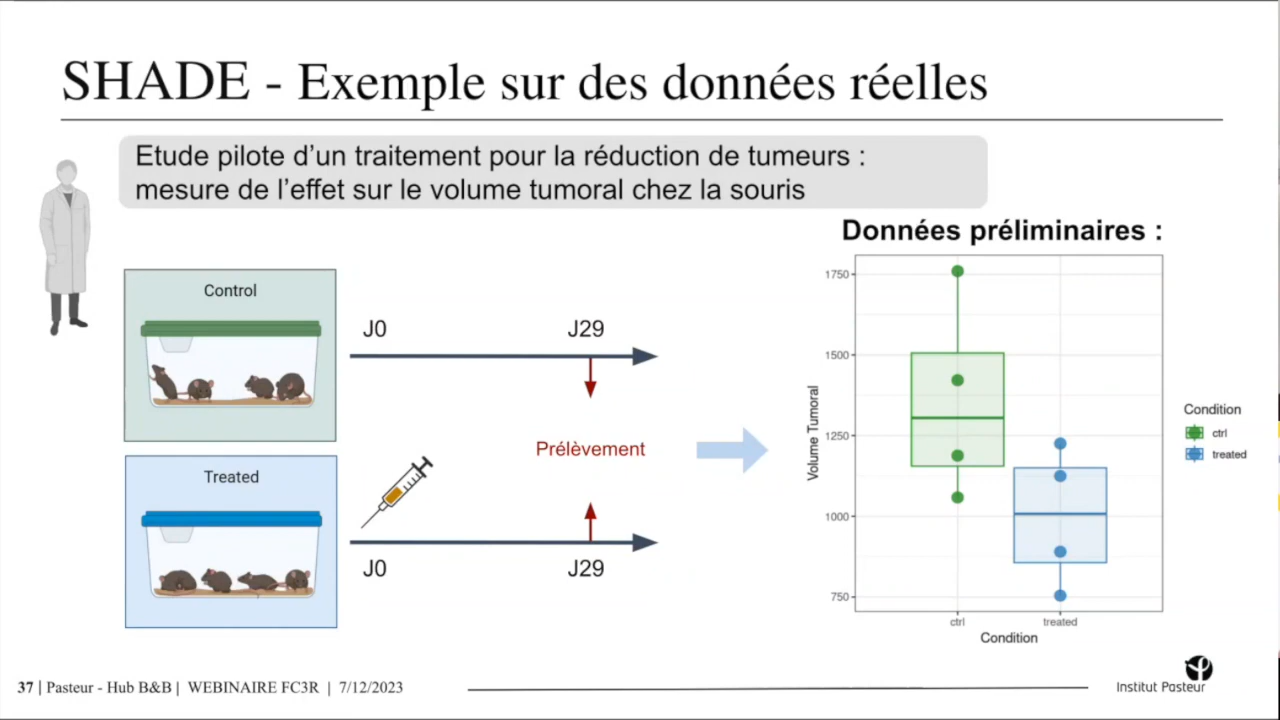 SHADE - Exemple sur des données réelles
Etude pilote d’un traitement pour la réduction de tumeurs :
mesure de l’effet sur le volume tumoral chez la souris
Control
J0
J29
Prélèvement
Treated
J0
J29
Données préliminaires :
Volume Tumoral
1750
1500
1250
1000
750
ctrl
treated
Condition
Condition
ctrl
treated
37 | Pasteur - Hub B&B | WEBINAIRE FC3R | 7/12/2023
Institut Pasteur